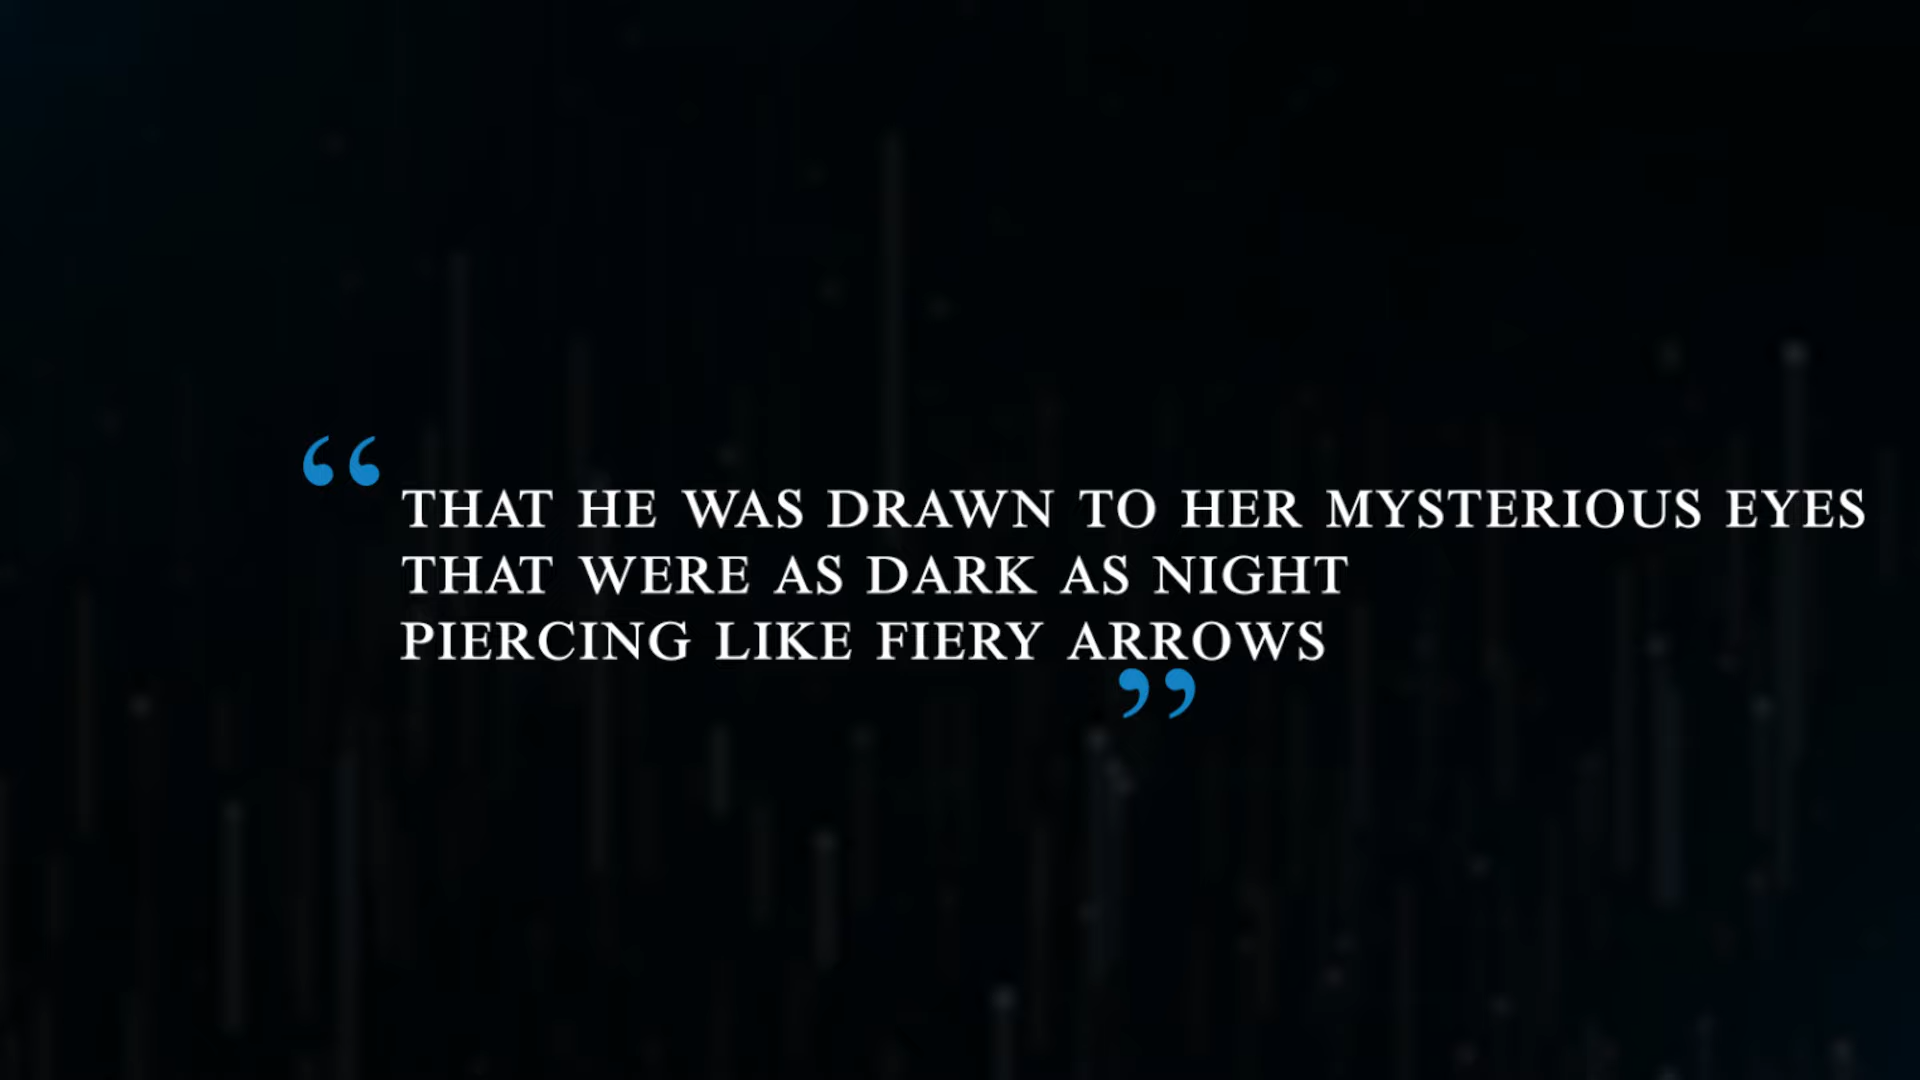 “THAT HE WAS DRAWN TO HER MYSTERIOUS EYES
THAT WERE AS DARK AS NIGHT
PIERCING LIKE FIERY ARROWS”